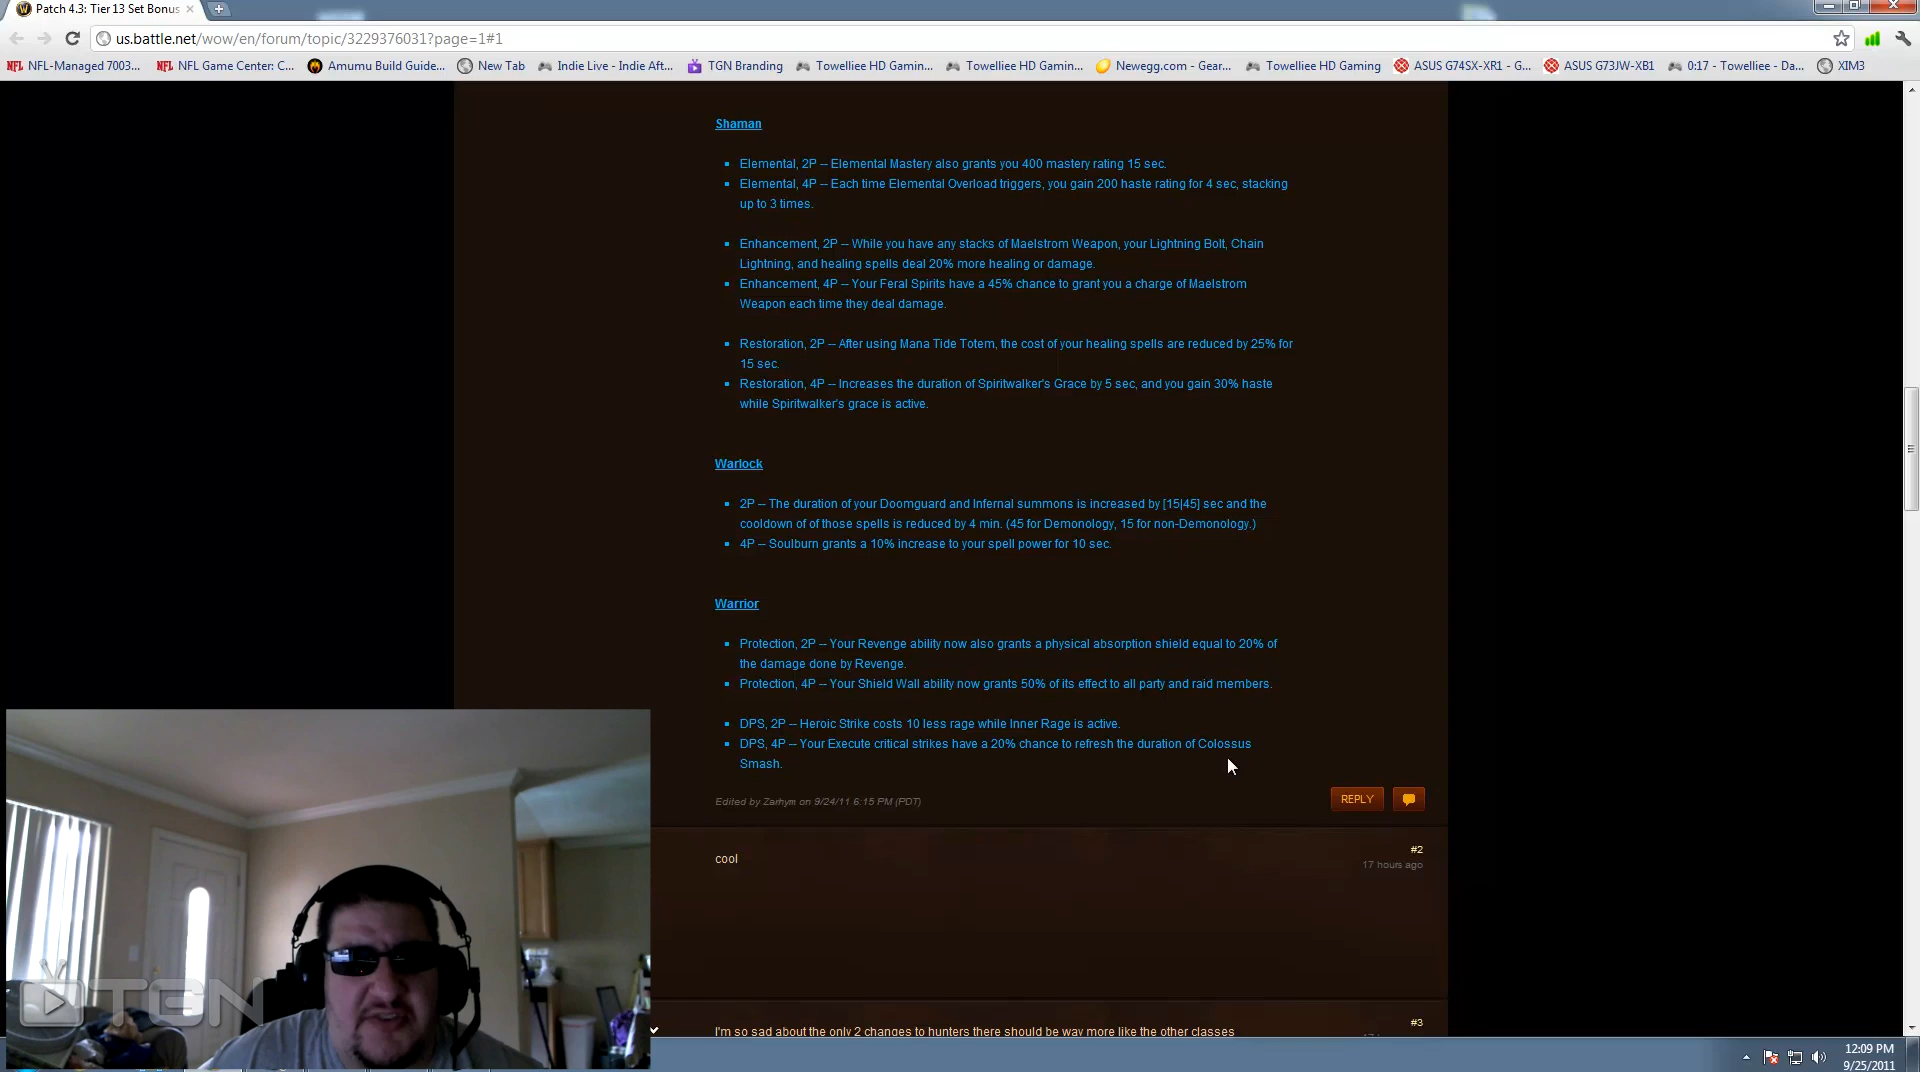 Patch 4.3: Tier 13 Set Bonus
us.battle.net/wow/en/forum/topic/3229376031?page=1#1
NFL-Managed 7003...
NFL Game Center: C...
Amumu Build Guide...
New Tab
Indie Live - Indie Aft...
TGN Branding
Towelliee HD Gamin...
Towelliee HD Gamin...
Newegg.com - Gear...
Towelliee HD Gaming
ASUS G74SX-XR1 - G...
ASUS G73JW-XB1
0:17 - Towelliee - Da...
XIM3
Shaman
Elemental, 2P -- Elemental Mastery also grants you 400 mastery rating 15 sec.
Elemental, 4P -- Each time Elemental Overload triggers, you gain 200 haste rating for 4 sec, stacking
up to 3 times.
Enhancement, 2P -- While you have any stacks of Maelstrom Weapon, your Lightning Bolt, Chain
Lightning, and healing spells deal 20% more healing or damage.
Enhancement, 4P -- Your Feral Spirits have a 45% chance to grant you a charge of Maelstrom
Weapon each time they deal damage.
Restoration, 2P -- After using Mana Tide Totem, the cost of your healing spells are reduced by 25% for
15 sec.
Restoration, 4P -- Increases the duration of Spiritwalker's Grace by 5 sec, and you gain 30% haste
while Spiritwalker's grace is active.
Warlock
2P -- The duration of your Doomguard and Infernal summons is increased by [15|45] sec and the
cooldown of of those spells is reduced by 4 min. (45 for Demonology, 15 for non-Demonology.)
4P -- Soulburn grants a 10% increase to your spell power for 10 sec.
Warrior
Protection, 2P -- Your Revenge ability now also grants a physical absorption shield equal to 20% of
the damage done by Revenge.
Protection, 4P -- Your Shield Wall ability now grants 50% of its effect to all party and raid members.
DPS, 2P -- Heroic Strike costs 10 less rage while Inner Rage is active.
DPS, 4P -- Your Execute critical strikes have a 20% chance to refresh the duration of Colossus
Smash.
Edited by Zarhym on 9/24/11 6:15 PM (PDT)
REPLY
cool
#2
17 hours ago
I'm so sad about the only 2 changes to hunters there should be way more like the other classes
#3
TGN
12:09 PM
9/25/2011